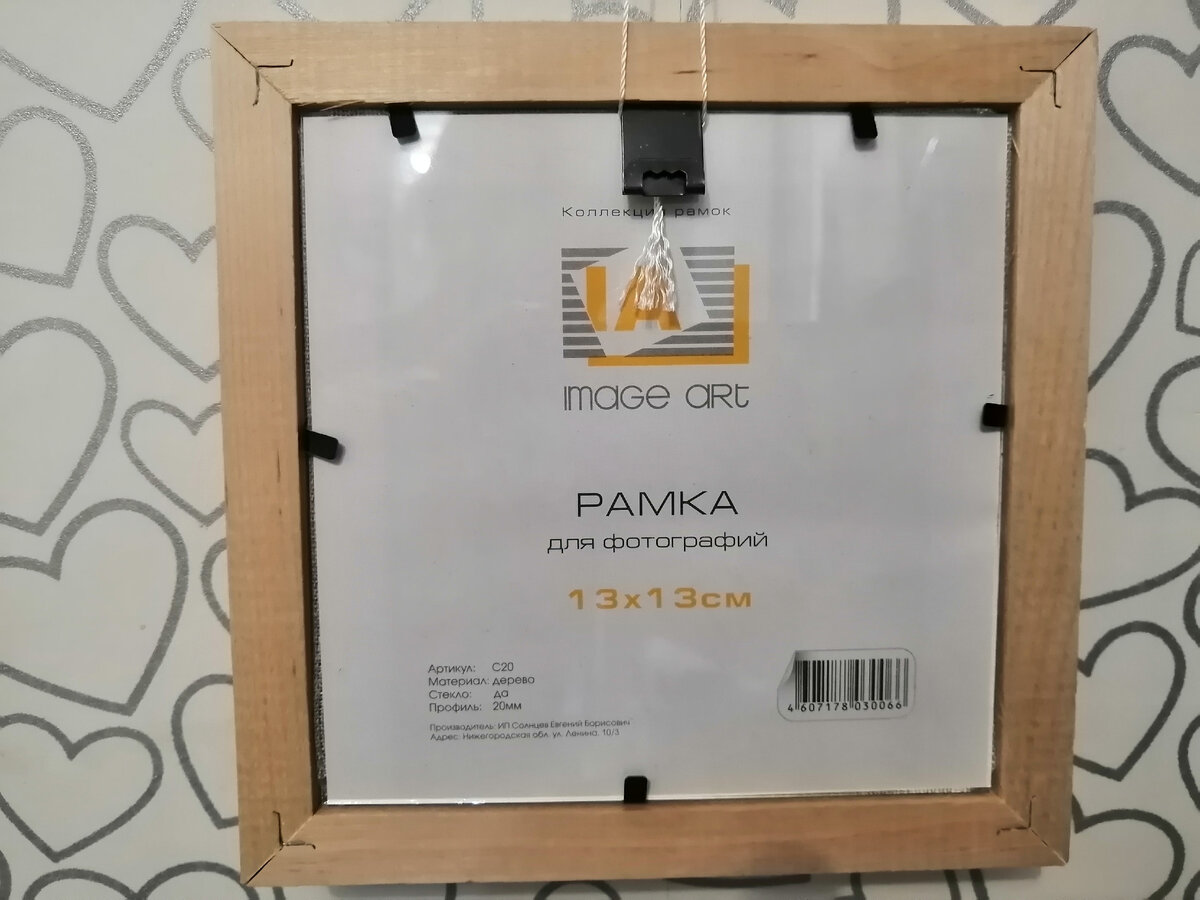 Коллекция рамок
IA
IMAGE ART
РАМКА
для фотографий
13х13см
Артикул: С20
Материал: дерево
Стекло: да
Профиль: 20мм
Производитель: ИП Солнцев Евгений Борисович
Адрес: Нижегородская обл. ул. Ленина, 10/3
4 607178 030066